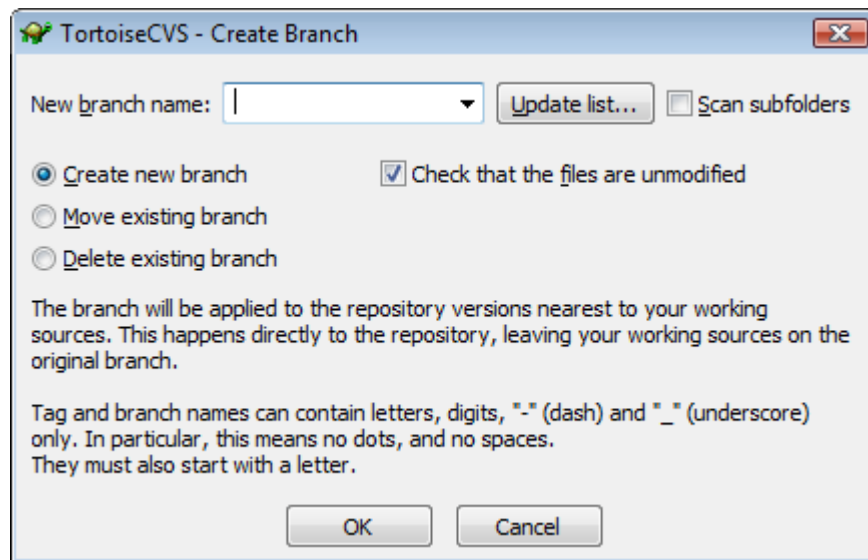 TortoiseCVS - Create Branch
New branch name:
Update list...
Scan subfolders
Create new branch
Check that the files are unmodified
Move existing branch
Delete existing branch
The branch will be applied to the repository versions nearest to your working
sources. This happens directly to the repository, leaving your working sources on the
original branch.
Tag and branch names can contain letters, digits, "-" (dash) and "_" (underscore)
only. In particular, this means no dots, and no spaces.
They must also start with a letter.
OK
Cancel